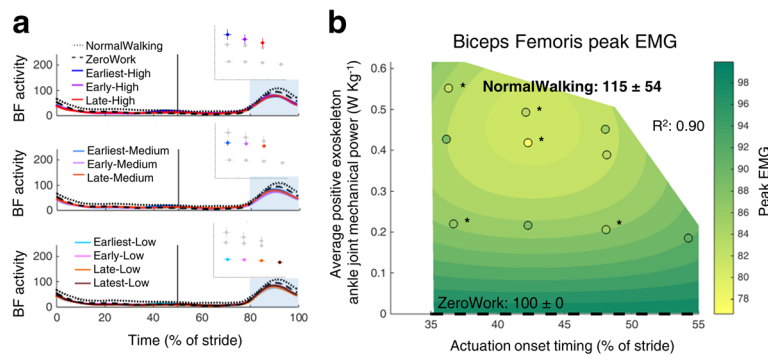 a
BF activity
200
100
0
NormalWalking
ZeroWork
Earliest-High
Early-High
Late-High
BF activity
200
100
0
Earliest-Medium
Early-Medium
Late-Medium
BF activity
200
100
0
Earliest-Low
Early-Low
Late-Low
Latest-Low
0 20 40 60 80 100
Time (% of stride)
b
Biceps Femoris peak EMG
Average positive exoskeleton
ankle joint mechanical power (W Kg⁻¹)
0.6
0.5
0.4
0.3
0.2
0.1
0
NormalWalking: 115 ± 54
R²: 0.90
*
*
*
*
*
ZeroWork: 100 ± 0
35 40 45 50 55
Actuation onset timing (% of stride)
98
96
94
92
90
88
86
84
82
80
78
Peak EMG